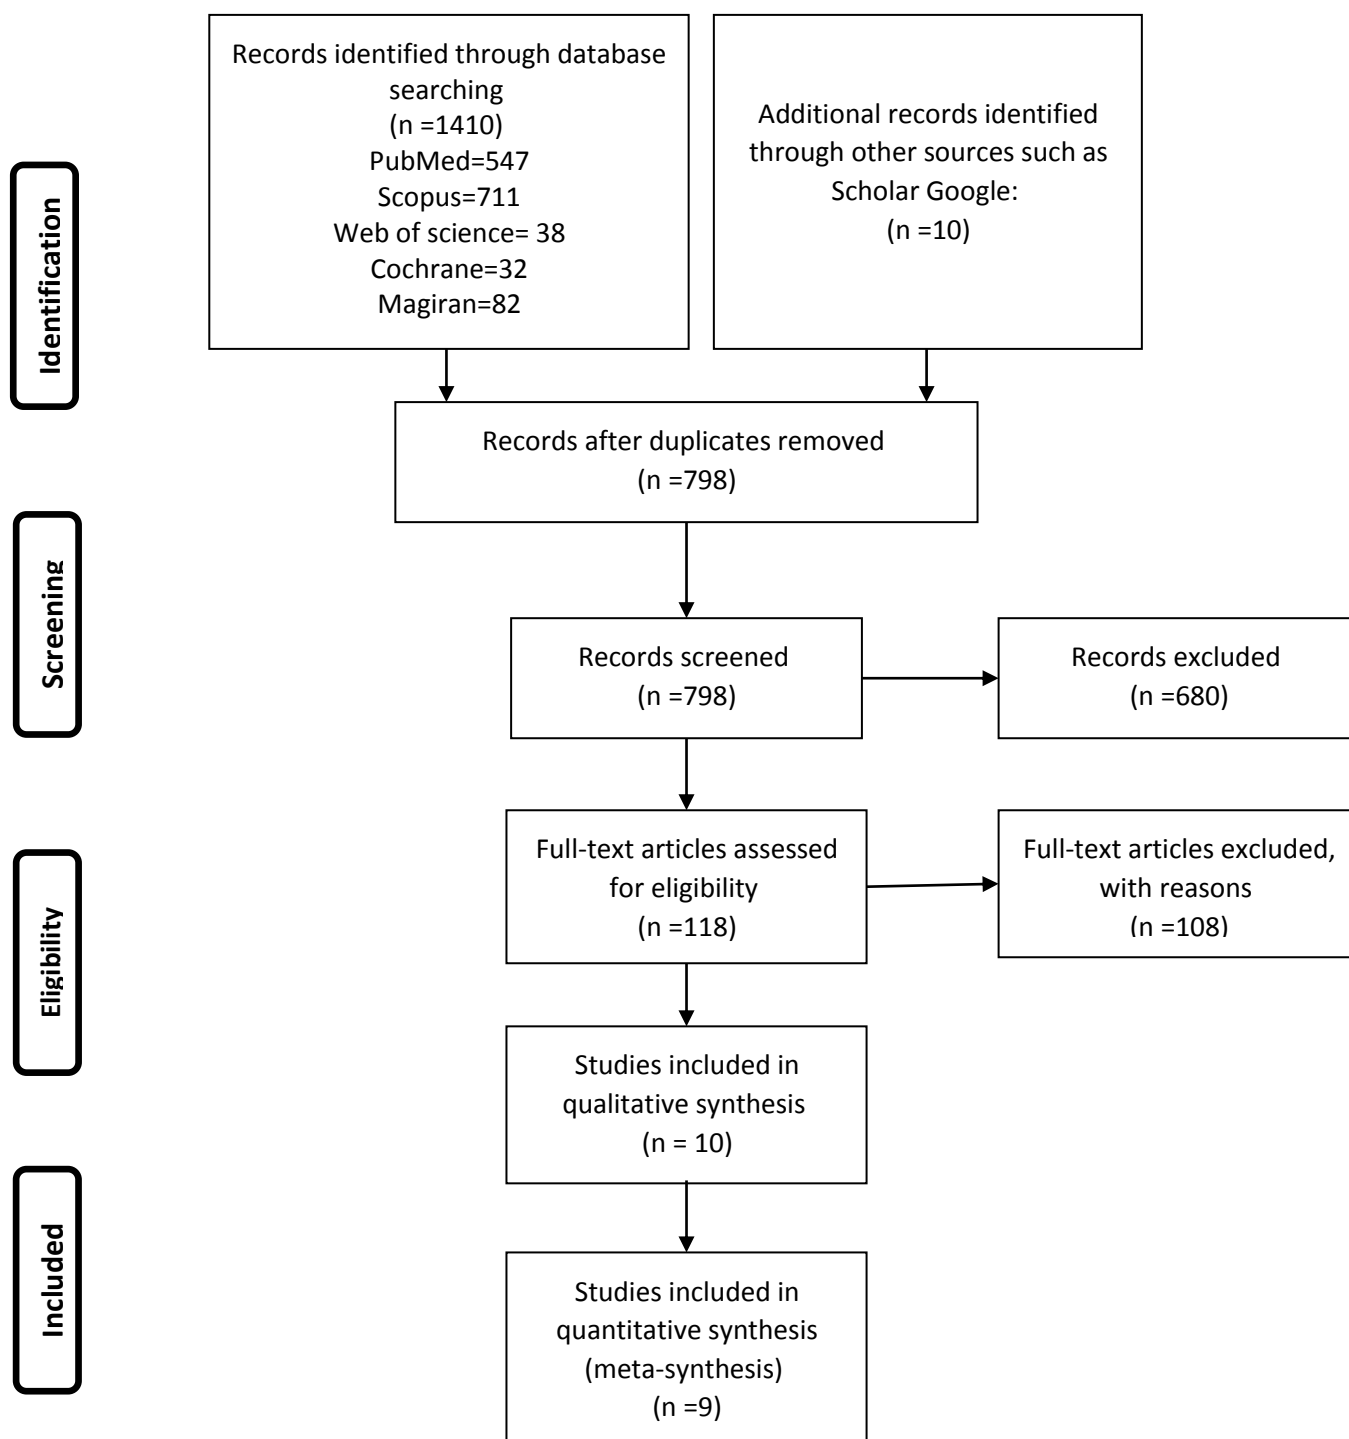 Records identified through database
searching
(n =1410)
PubMed=547
Scopus=711
Web of science= 38
Cochrane=32
Magiran=82
Additional records identified
through other sources such as
Scholar Google:
(n =10)
Identification
Records after duplicates removed
(n =798)
Screening
Records screened
(n =798)
Records excluded
(n =680)
Eligibility
Full-text articles assessed
for eligibility
(n =118)
Full-text articles excluded,
with reasons
(n =108)
Studies included in
qualitative synthesis
(n = 10)
Included
Studies included in
quantitative synthesis
(meta-synthesis)
(n =9)